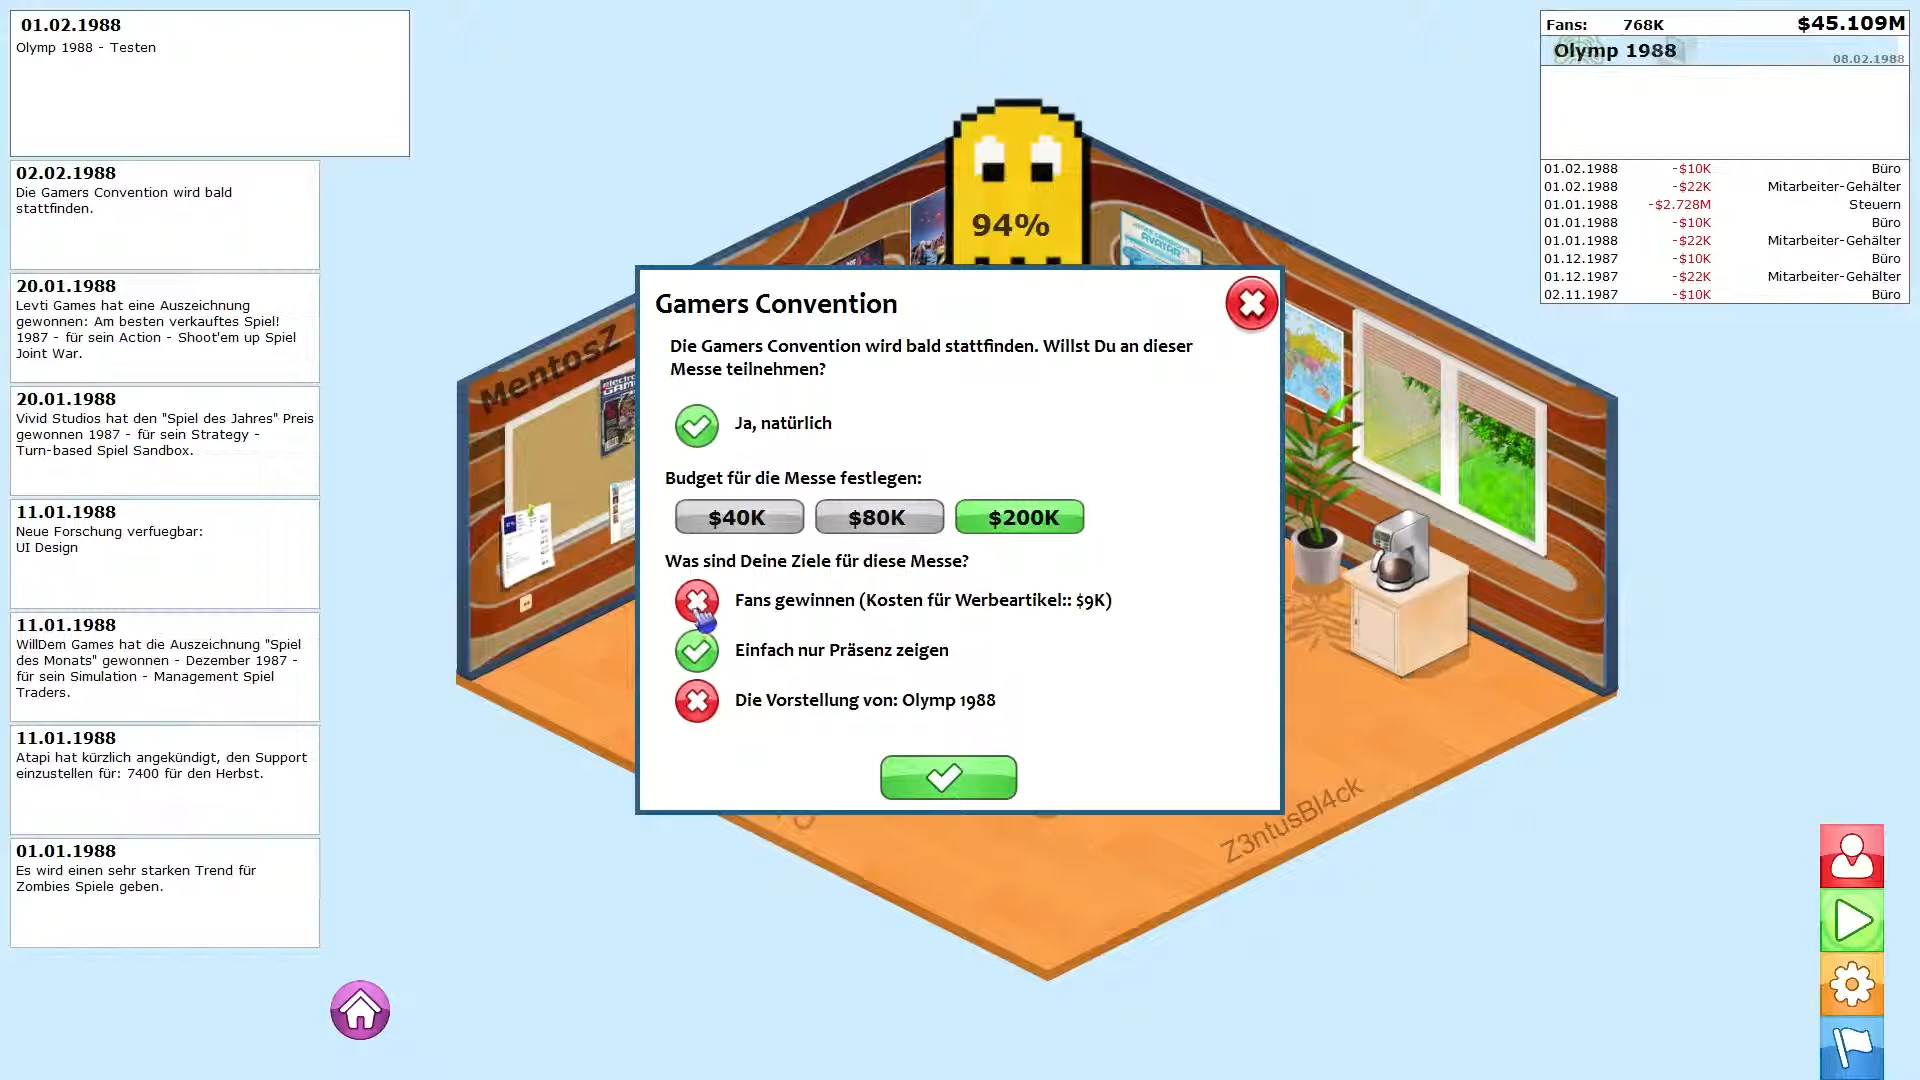 01.02.1988
Olymp 1988 - Testen
02.02.1988
Die Gamers Convention wird bald
stattfinden.
20.01.1988
Levti Games hat eine Auszeichnung
gewonnen: Am besten verkauftes Spiel!
1987 - für sein Action - Shoot'em up Spiel
Joint War.
20.01.1988
Vivid Studios hat den "Spiel des Jahres" Preis
gewonnen 1987 - für sein Strategy -
Turn-based Spiel Sandbox.
11.01.1988
Neue Forschung verfuegbar:
UI Design
11.01.1988
WillDem Games hat die Auszeichnung "Spiel
des Monats" gewonnen - Dezember 1987 -
für sein Simulation - Management Spiel
Traders.
11.01.1988
Atapi hat kürzlich angekündigt, den Support
einzustellen für: 7400 für den Herbst.
01.01.1988
Es wird einen sehr starken Trend für
Zombies Spiele geben.
94%
AVATAR
MentosZ
Gamers Convention
Die Gamers Convention wird bald stattfinden. Willst Du an dieser
Messe teilnehmen?
Ja, natürlich
Budget für die Messe festlegen:
$40K $80K $200K
Was sind Deine Ziele für diese Messe?
Fans gewinnen (Kosten für Werbeartikel:: $9K)
Einfach nur Präsenz zeigen
Die Vorstellung von: Olymp 1988
Z3ntusBl4ck
Fans: 768K $45.109M
Olymp 1988
08.02.1988
01.02.1988 -$10K Büro
01.02.1988 -$22K Mitarbeiter-Gehälter
01.01.1988 -$2.728M Steuern
01.01.1988 -$10K Büro
01.01.1988 -$22K Mitarbeiter-Gehälter
01.12.1987 -$10K Büro
01.12.1987 -$22K Mitarbeiter-Gehälter
02.11.1987 -$10K Büro